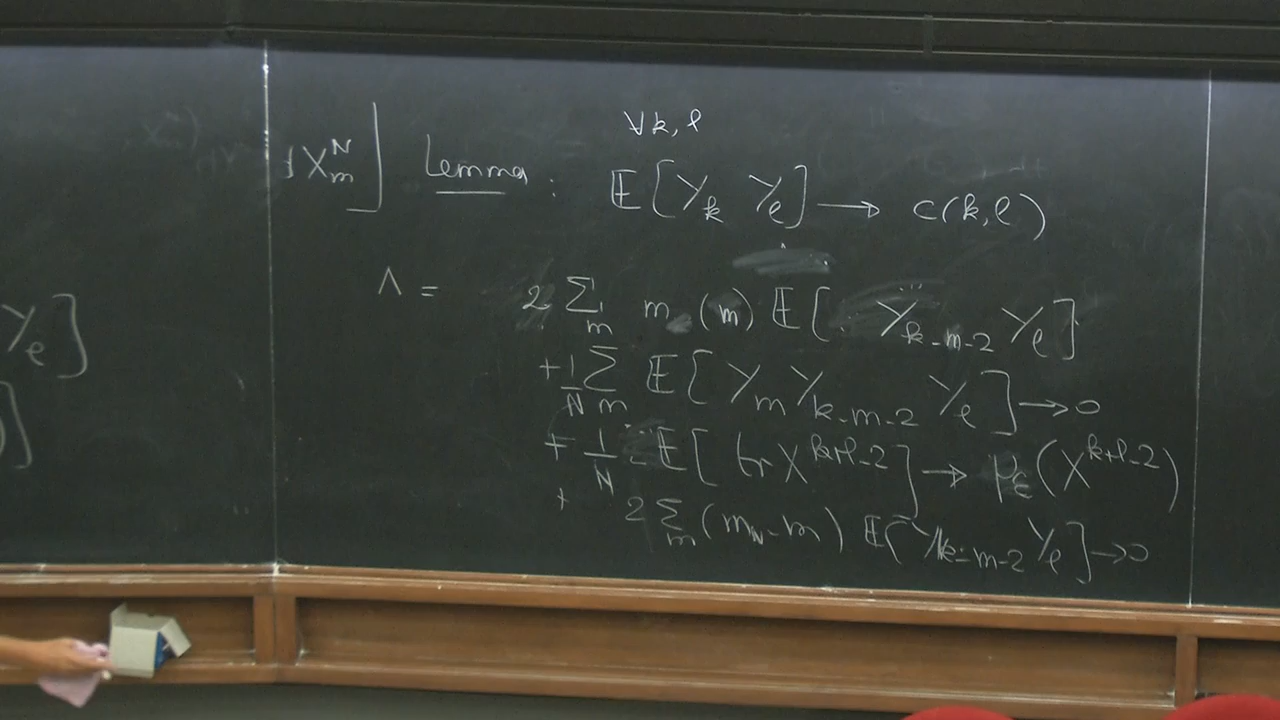 ∀k, ℓ
X_m^N ] Lemma : 𝔼[Y_k Y_ℓ] → c(k,ℓ)
Λ = 2 Σ_m m(m) 𝔼[Y_{k-m-2} Y_ℓ]
+ 1/N Σ_m 𝔼[Y_m Y_{k-m-2} Y_ℓ] → 0
+ 1/N 𝔼[tr X^{k+ℓ-2}] → μ_c(X^{k+ℓ-2})
+ 2 Σ_m (m_N - m) 𝔼[Y_{k-m-2} Y_ℓ] → 0
Y_ℓ]
]